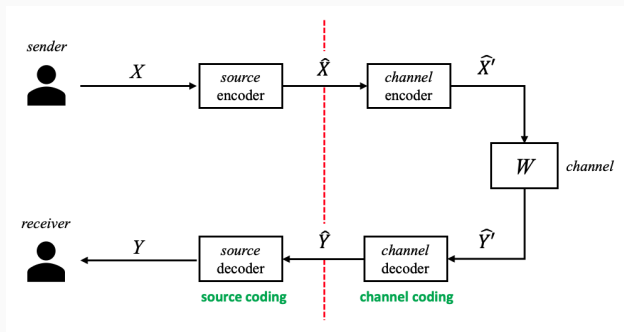 sender
X
source
encoder
X̂
channel
encoder
X̂′
W
channel
receiver
Y
source
decoder
Ŷ
channel
decoder
Ŷ′
source coding
channel coding